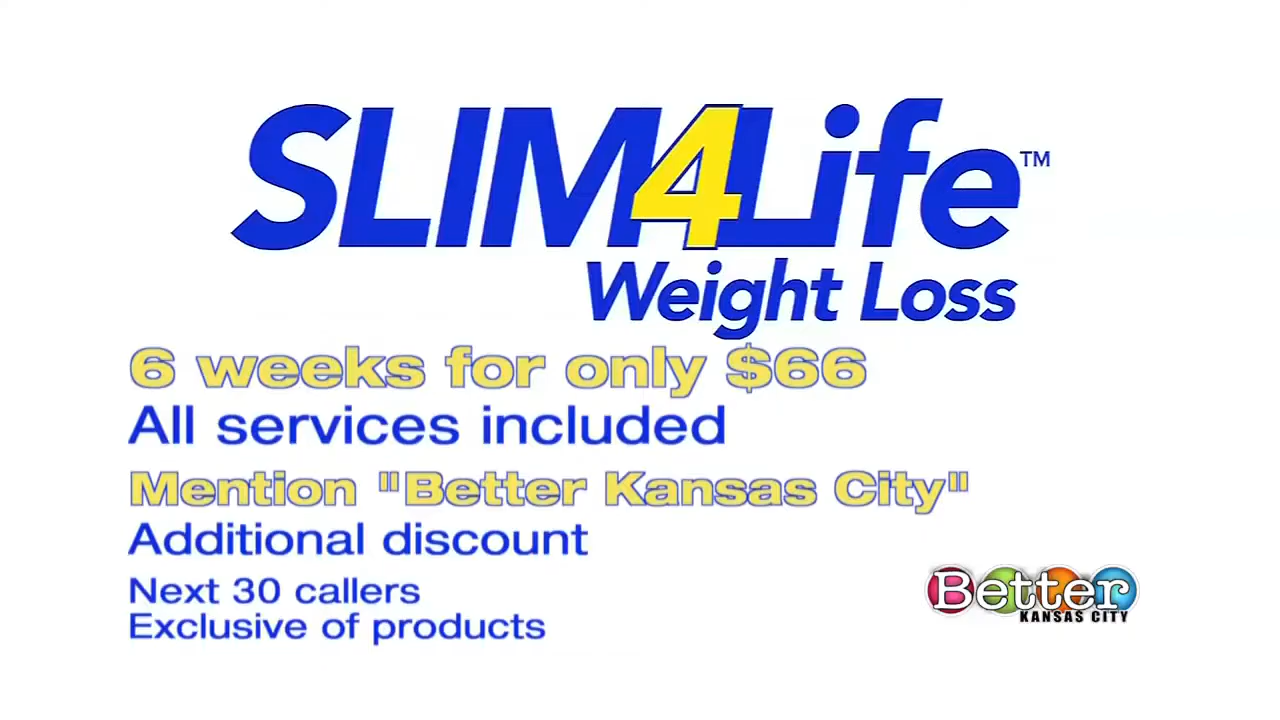 SLIM4Life™
Weight Loss
6 weeks for only $66
All services included
Mention "Better Kansas City"
Additional discount
Next 30 callers
Exclusive of products
Better
KANSAS CITY